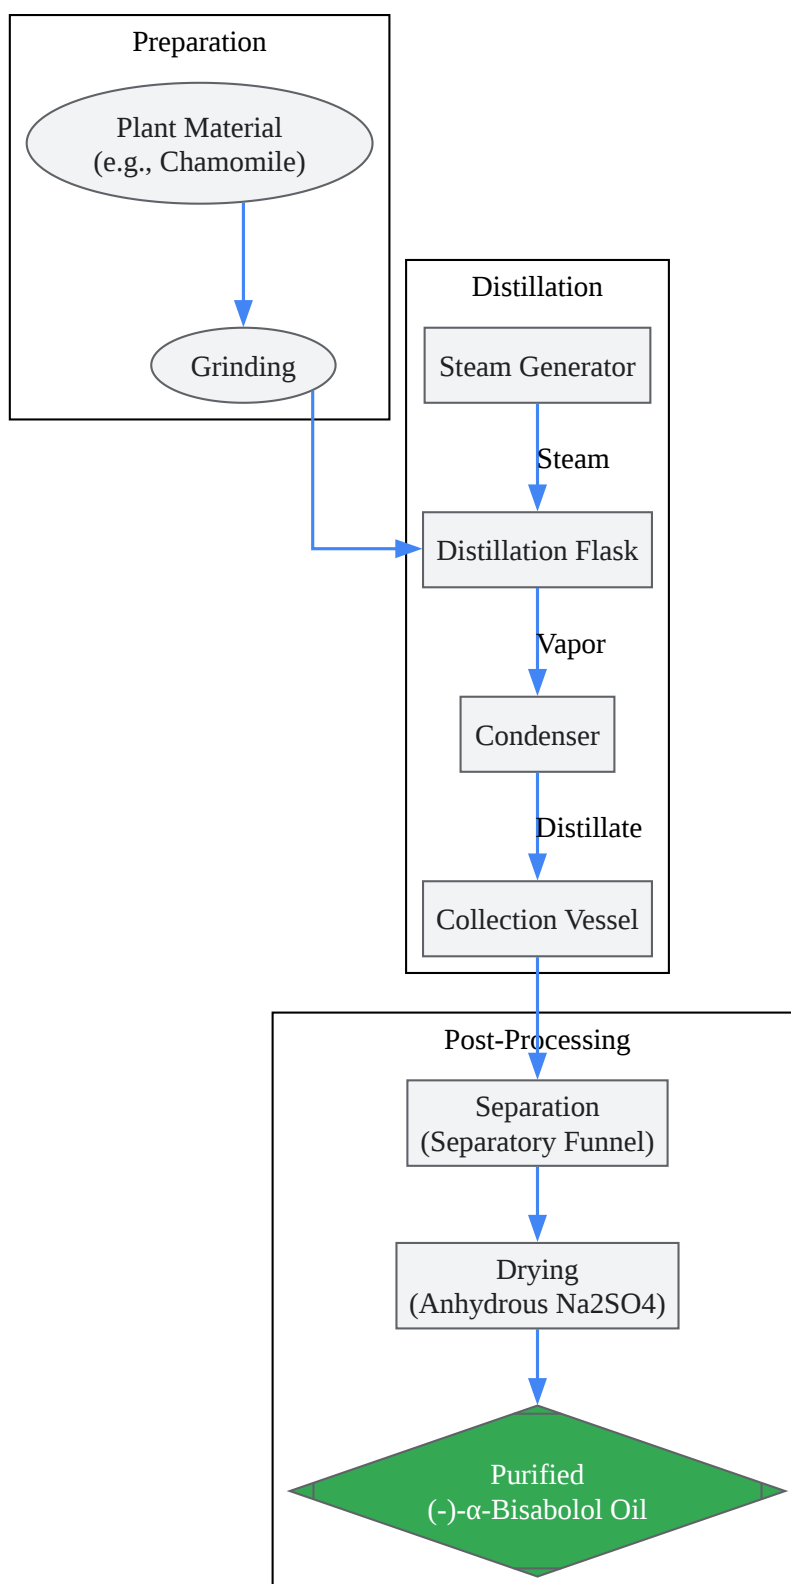 Preparation
Plant Material
(e.g., Chamomile)
Grinding
Distillation
Steam Generator
Steam
Distillation Flask
Vapor
Condenser
Distillate
Collection Vessel
Post-Processing
Separation
(Separatory Funnel)
Drying
(Anhydrous Na2SO4)
Purified
(-)-α-Bisabolol Oil